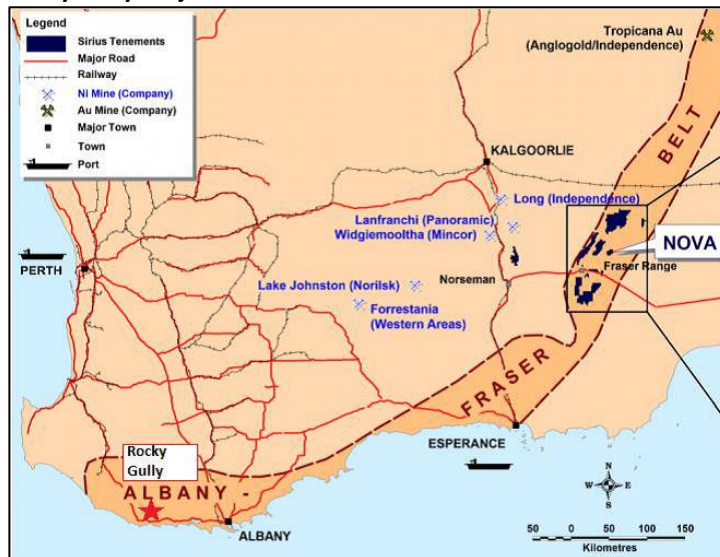 Legend
Sirius Tenements
Major Road
Railway
Ni Mine (Company)
Au Mine (Company)
Major Town
Town
Port
Tropicana Au
(Anglogold/Independence)
BELT
KALGOORLIE
Long (Independence)
Lanfranchi (Panoramic)
Widgiemooltha (Mincor)
NOVA
PERTH
Fraser Range
Lake Johnston (Norilsk)
Norseman
Forrestania
(Western Areas)
FRASER
ESPERANCE
Rocky
Gully
ALBANY -
ALBANY
N
W E
S
50 0 50 100 150
Kilometres